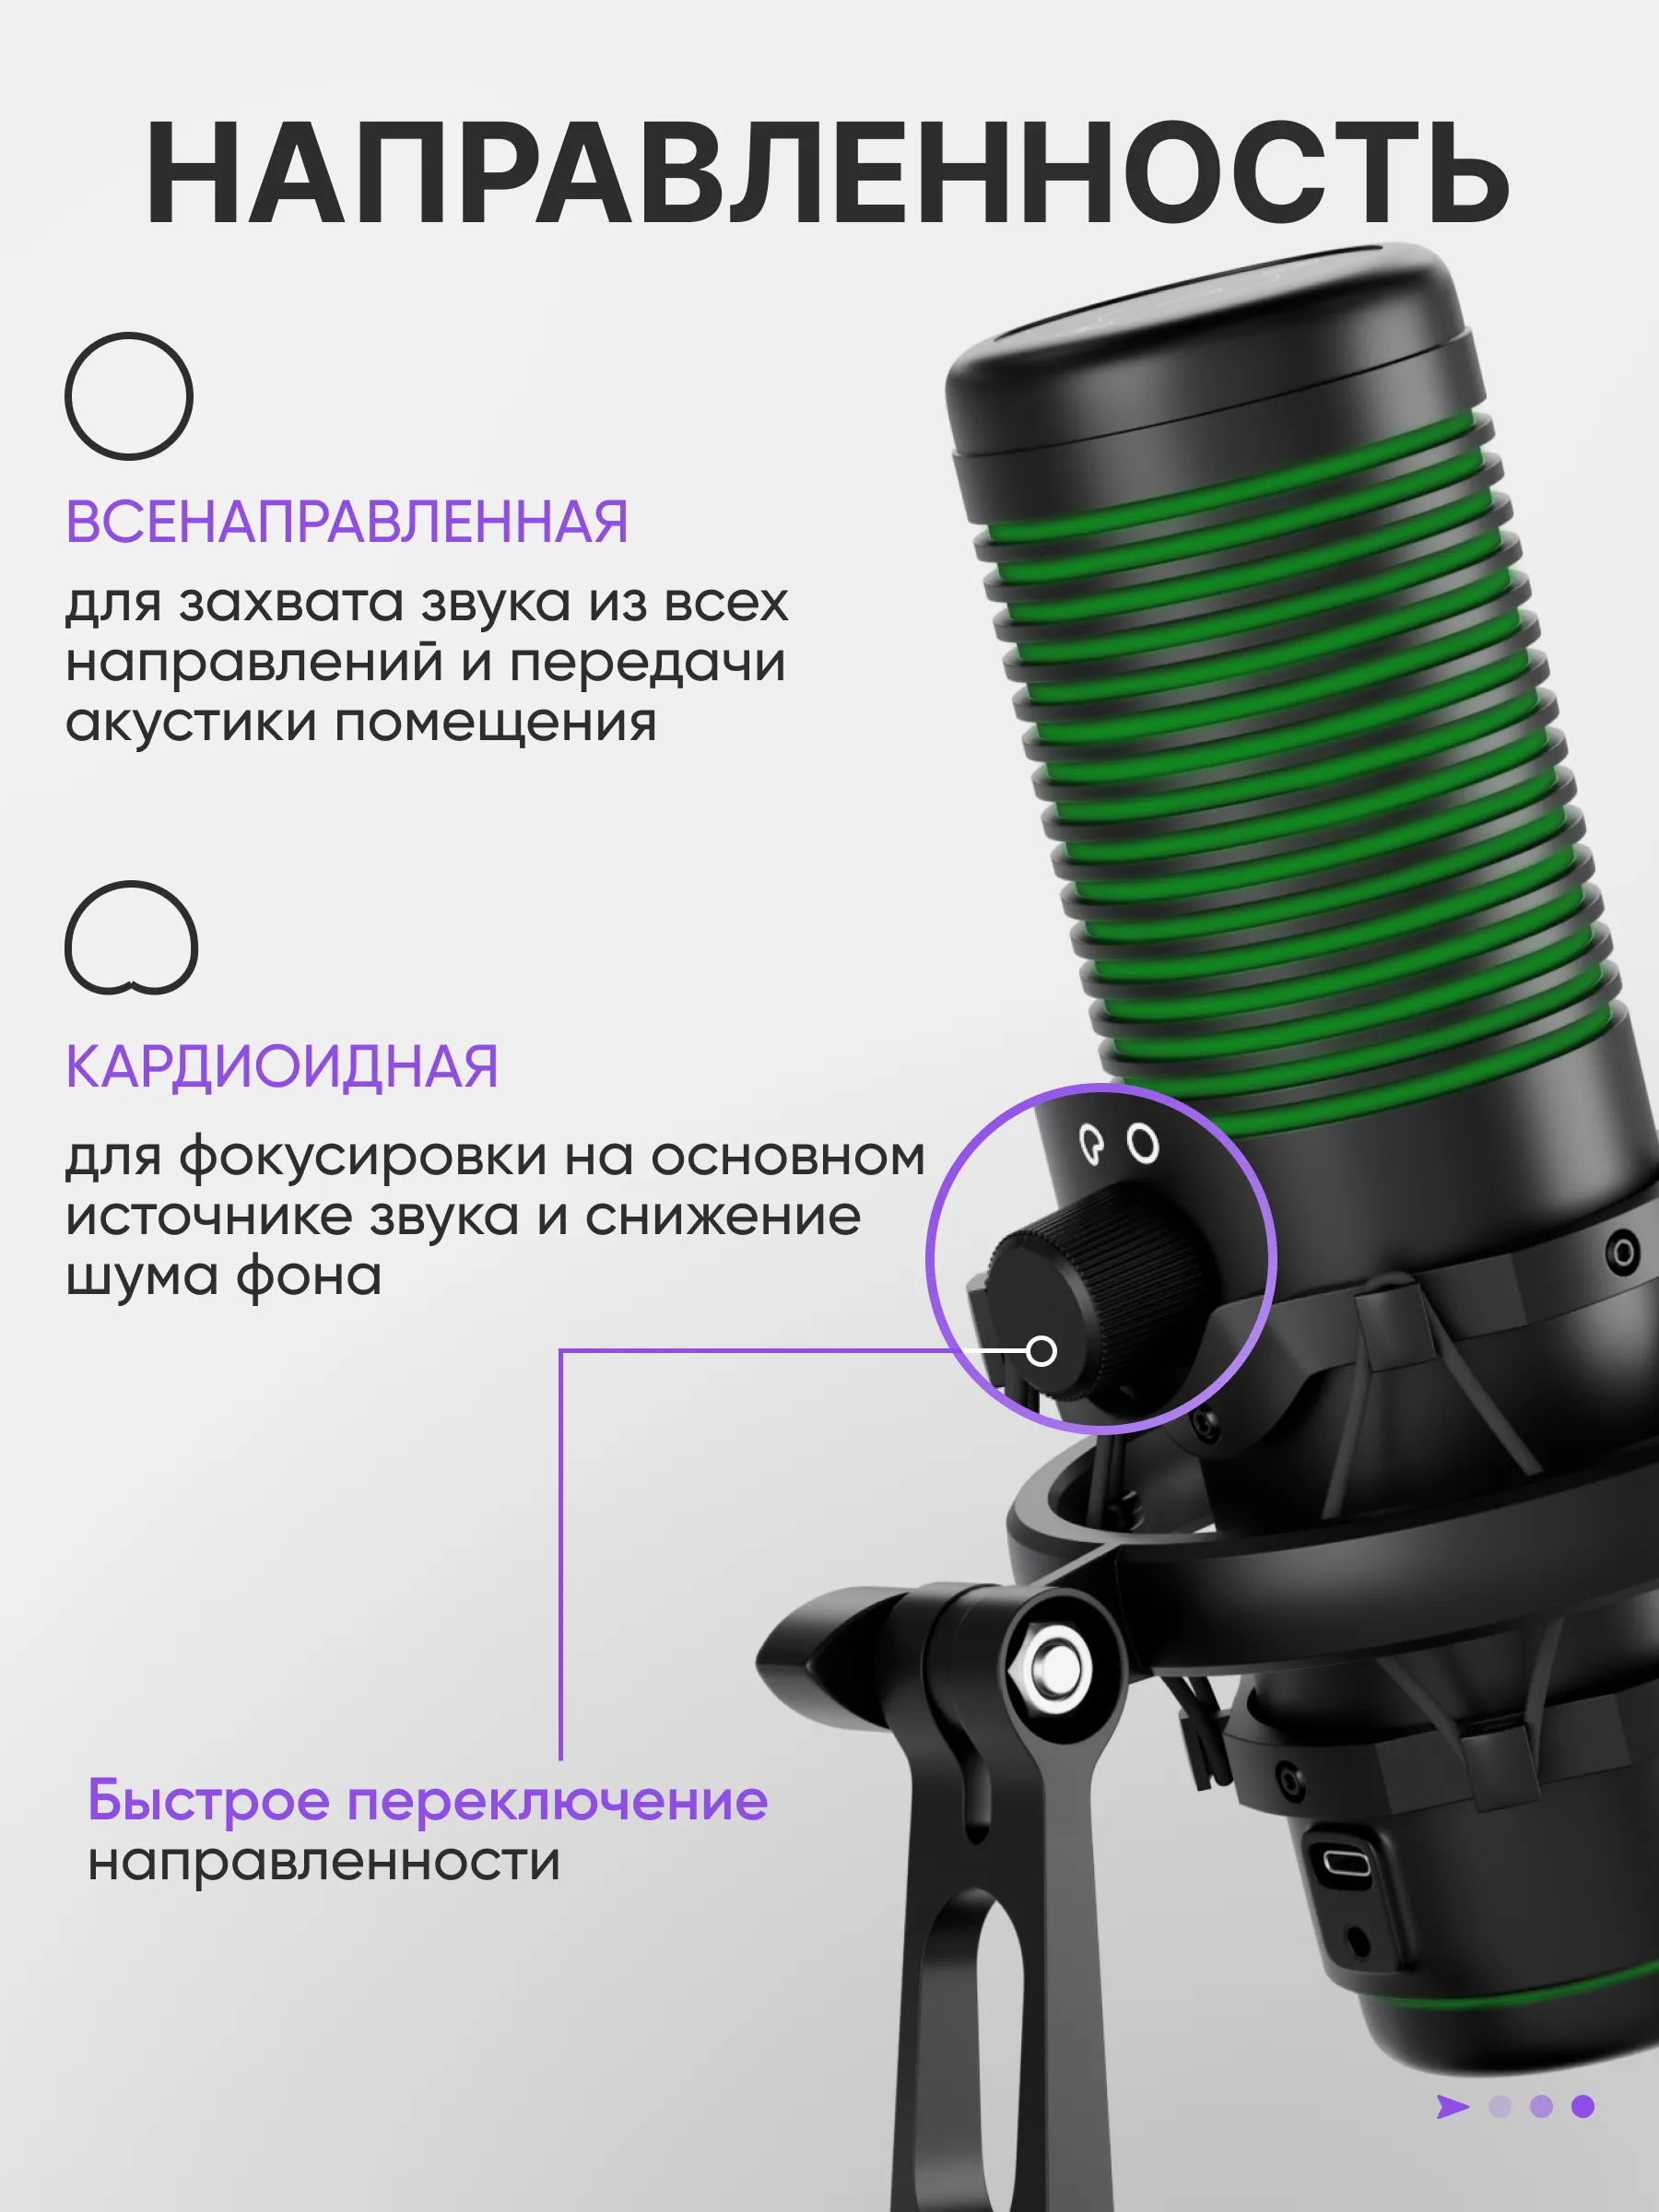 НАПРАВЛЕННОСТЬ
ВСЕНАПРАВЛЕННАЯ
для захвата звука из всех
направлений и передачи
акустики помещения
КАРДИОИДНАЯ
для фокусировки на основном
источнике звука и снижение
шума фона
Быстрое переключение
направленности